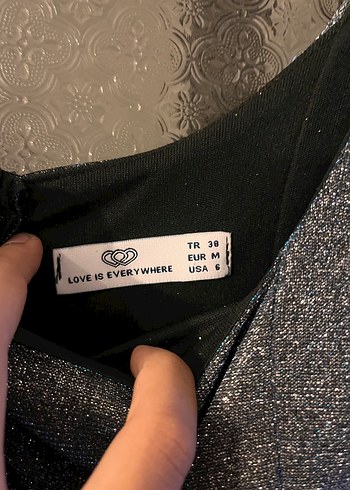 LOVE IS EVERYWHERE
TR 38
EUR M
USA 6